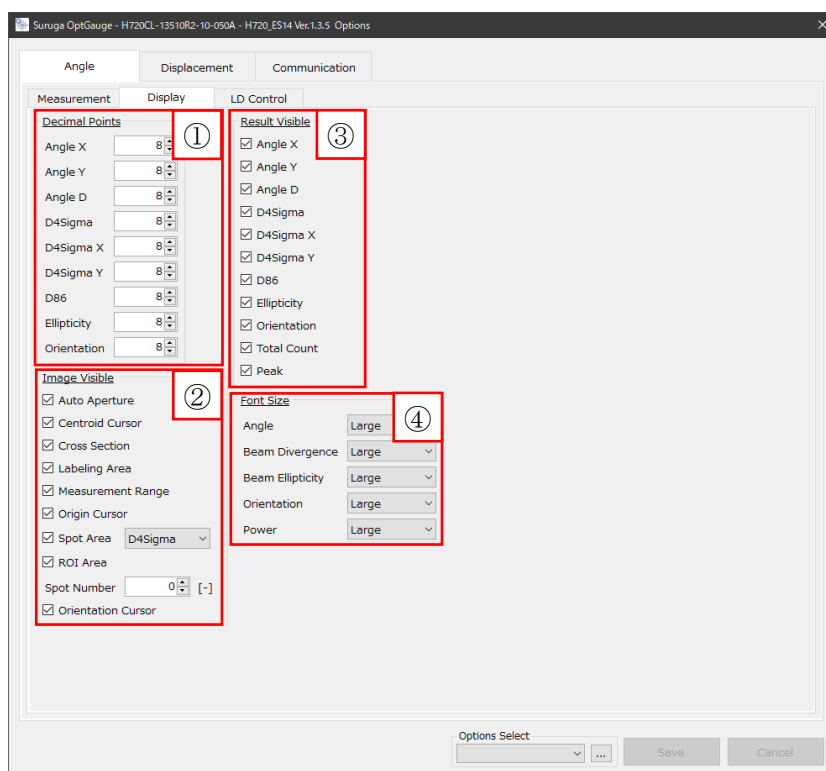 Suruga OptGauge - H720CL-13510R2-10-050A - H720_ES14 Ver.1.3.5 Options
Angle Displacement Communication
Measurement Display LD Control
Decimal Points
①
Angle X 8
Angle Y 8
Angle D 8
D4Sigma 8
D4Sigma X 8
D4Sigma Y 8
D86 8
Ellipticity 8
Orientation 8
Image Visible
②
Auto Aperture
Centroid Cursor
Cross Section
Labeling Area
Measurement Range
Origin Cursor
Spot Area D4Sigma
ROI Area
Spot Number 0 [-]
Orientation Cursor
Result Visible
③
Angle X
Angle Y
Angle D
D4Sigma
D4Sigma X
D4Sigma Y
D86
Ellipticity
Orientation
Total Count
Peak
Font Size
④
Angle Large
Beam Divergence Large
Beam Ellipticity Large
Orientation Large
Power Large
Options Select
... Save Cancel